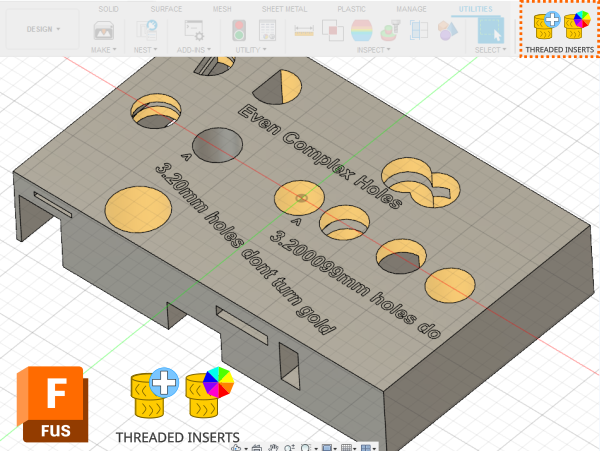 SOLID SURFACE MESH SHEET METAL PLASTIC MANAGE UTILITIES
DESIGN
MAKE NEST ADD-INS UTILITY INSPECT SELECT
THREADED INSERTS
Even Complex Holes
A
3.20mm holes dont turn gold
A
3.200099mm holes do
F
FUS
THREADED INSERTS